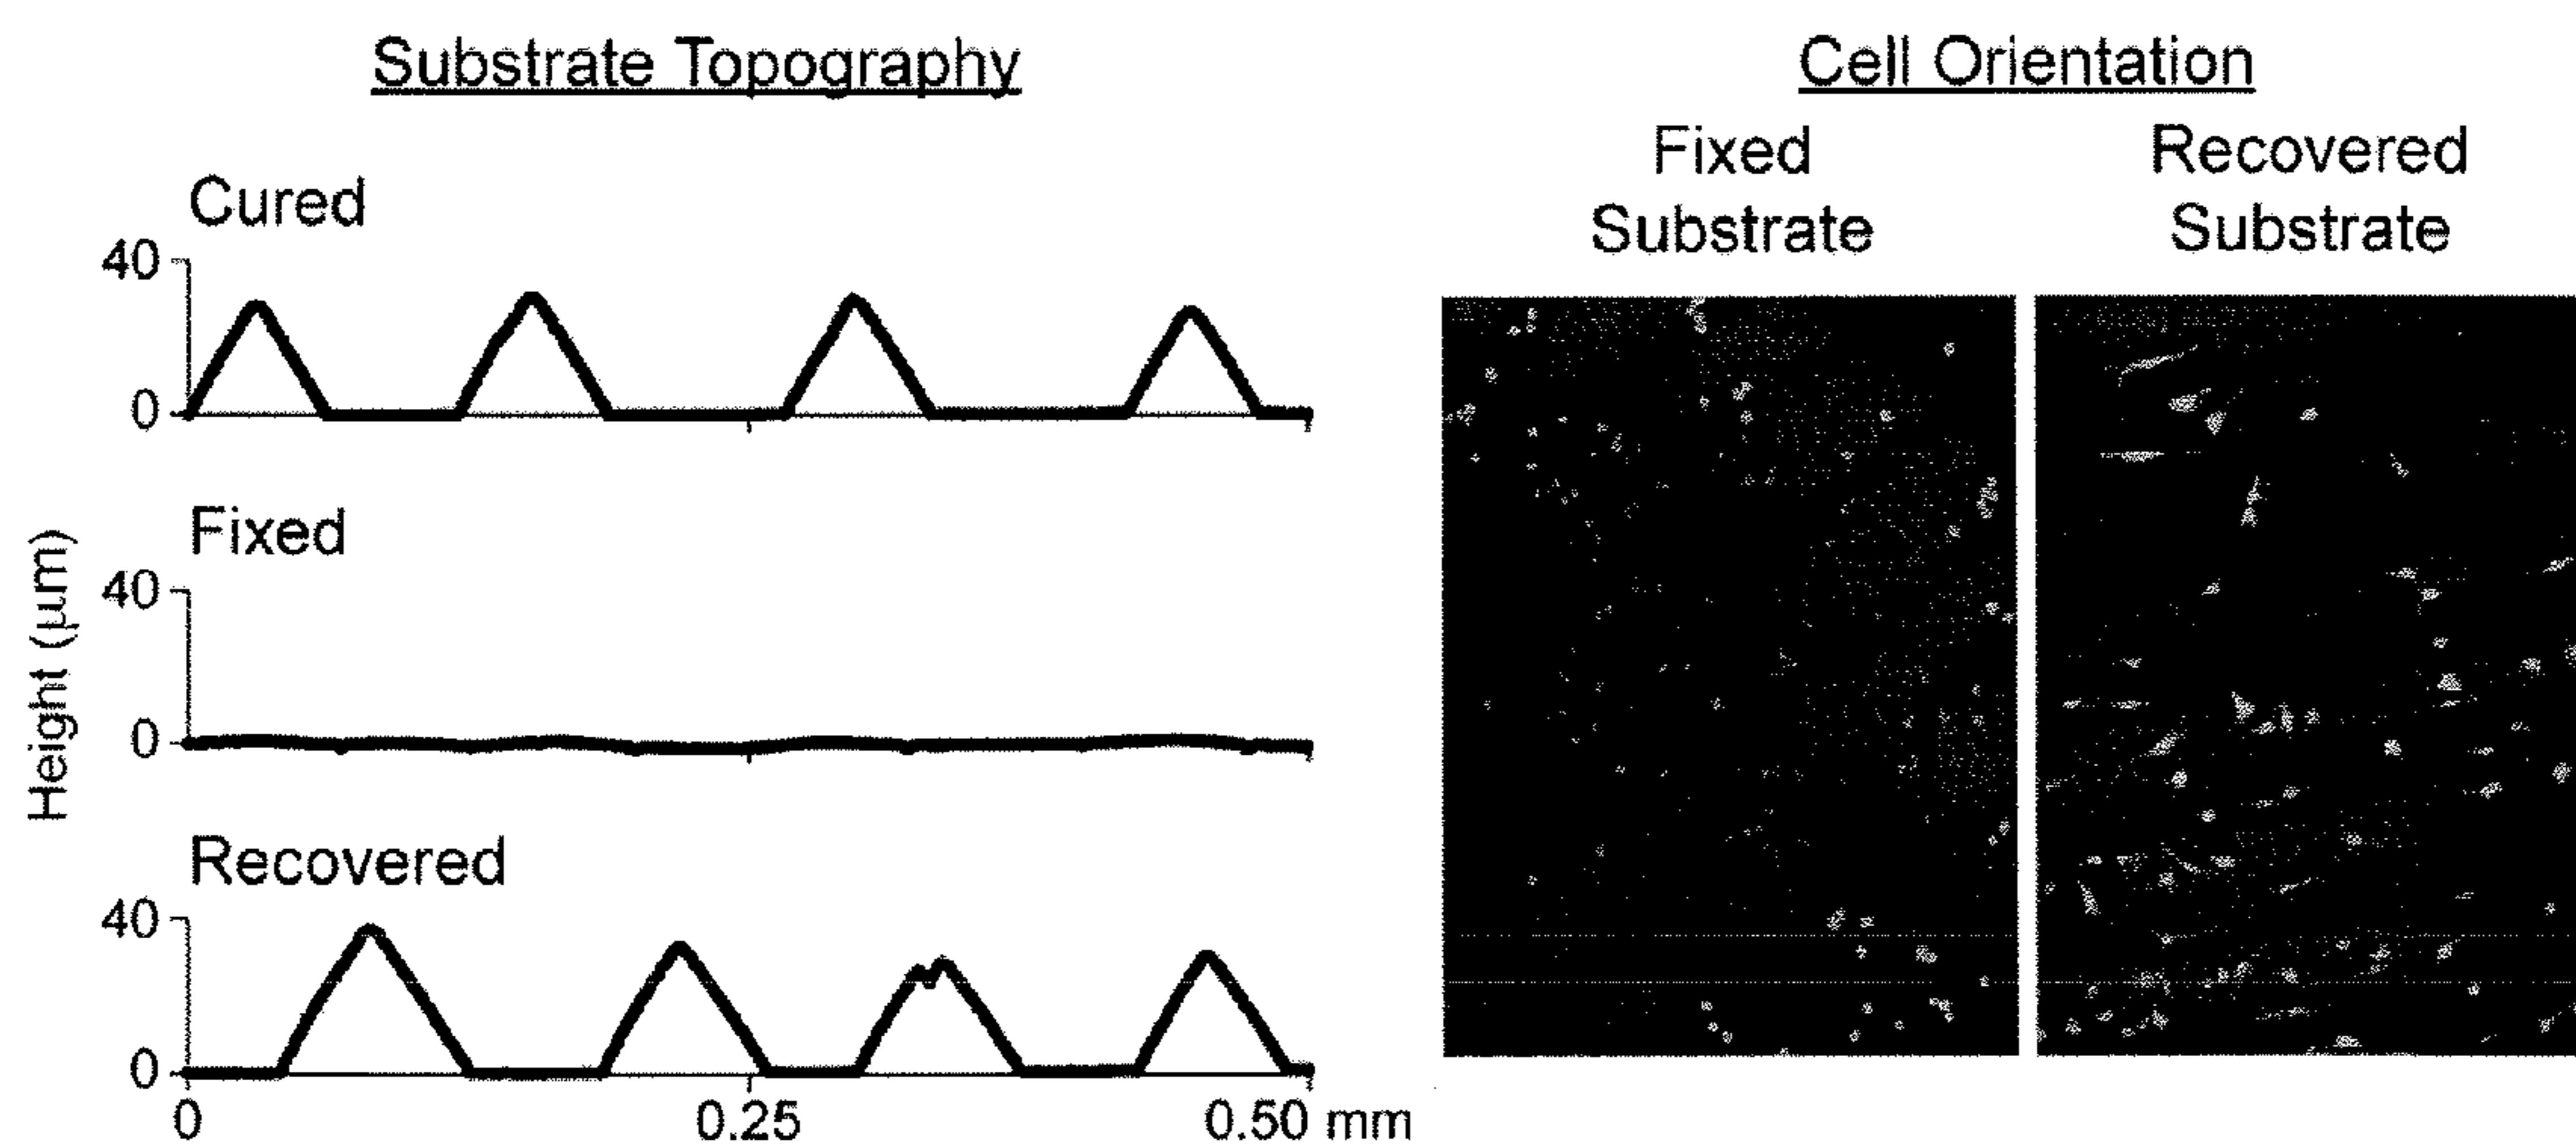 Substrate Topography
Cured
40
0
Fixed
40
0
Recovered
40
0
0 0.25 0.50 mm
Height (μm)
Cell Orientation
Fixed
Substrate
Recovered
Substrate